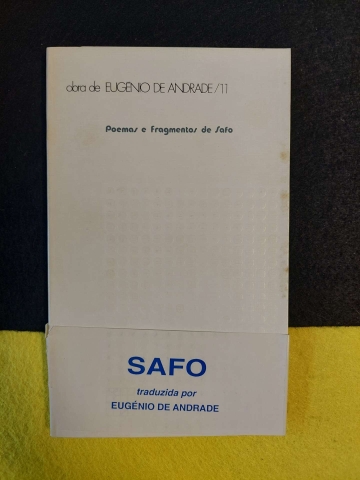 obra de EUGÉNIO DE ANDRADE/11
Poemas e Fragmentos de Safo
SAFO
traduzida por
EUGÉNIO DE ANDRADE